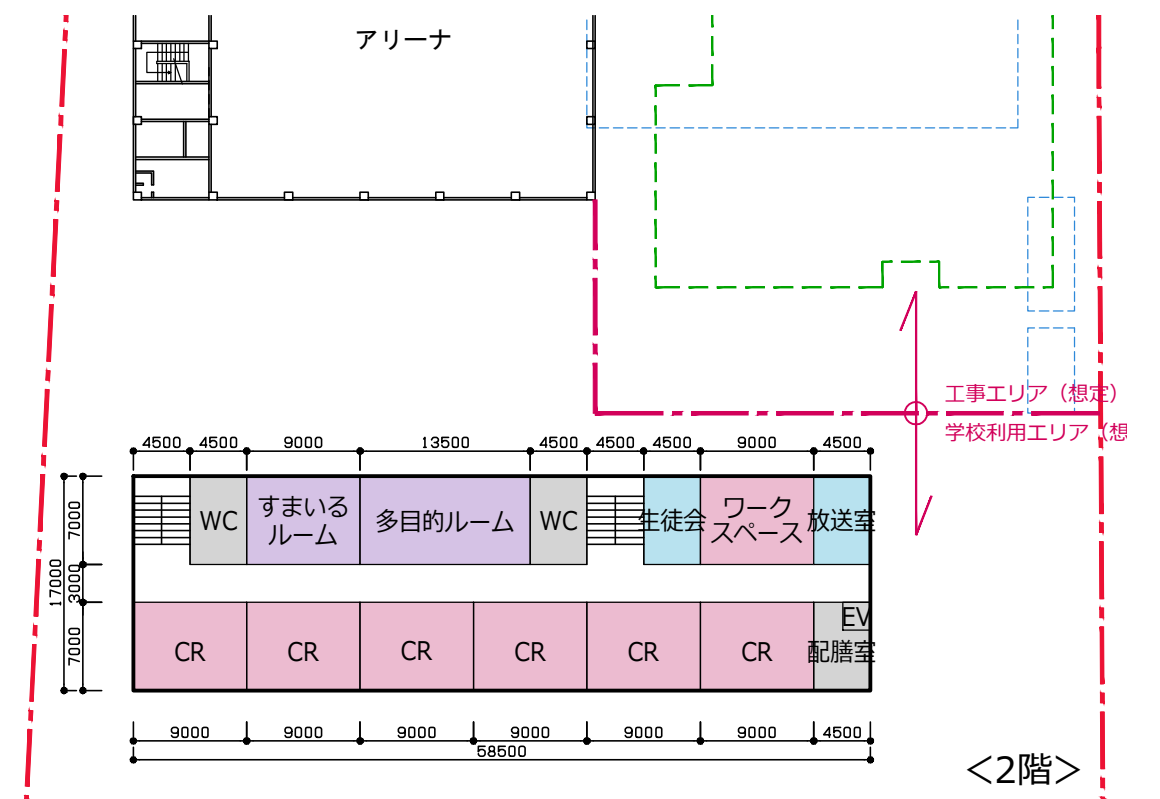 アリーナ
工事エリア（想定）
学校利用エリア（想
4500 4500 9000 13500 4500 4500 4500 9000 4500
WC
すまいる
ルーム
多目的ルーム
WC
生徒会
ワーク
スペース
放送室
7000
3000
7000
17000
CR CR CR CR CR CR
EV
配膳室
9000 9000 9000 9000 9000 9000 4500
58500
＜2階＞